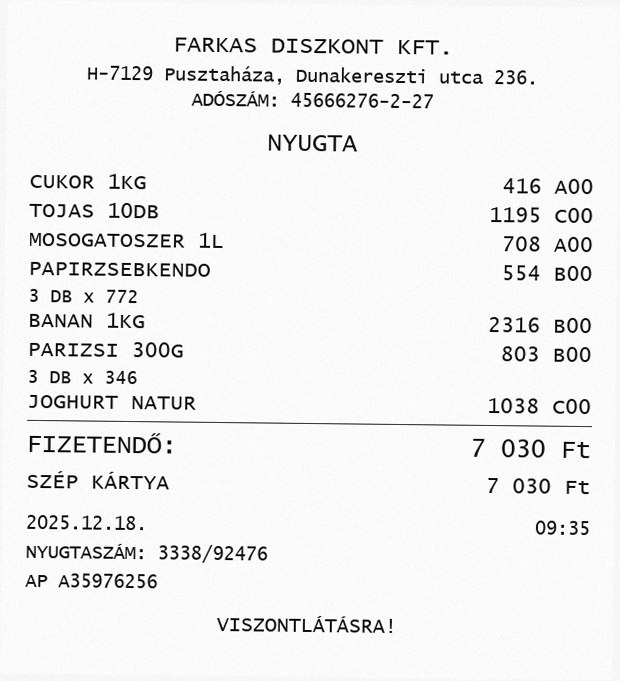 FARKAS DISZKONT KFT.
H-7129 Pusztaháza, Dunakereszti utca 236.
ADÓSZÁM: 45666276-2-27
NYUGTA
CUKOR 1KG 416 A00
TOJAS 10DB 1195 C00
MOSOGATOSZER 1L 708 A00
PAPIRZSEBKENDO 554 B00
3 DB x 772
BANAN 1KG 2316 B00
PARIZSI 300G 803 B00
3 DB x 346
JOGHURT NATUR 1038 C00
FIZETENDŐ: 7 030 Ft
SZÉP KÁRTYA 7 030 Ft
2025.12.18. 09:35
NYUGTASZÁM: 3338/92476
AP A35976256
VISZONTLÁTÁSRA!